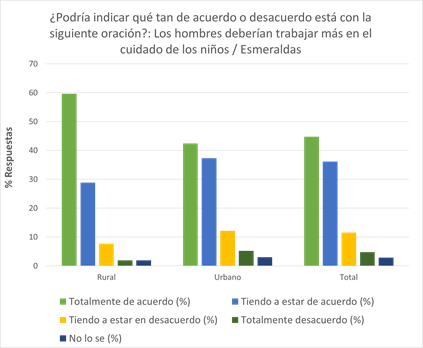 ¿Podría indicar qué tan de acuerdo o desacuerdo está con la
siguiente oración?: Los hombres deberían trabajar más en el
cuidado de los niños / Esmeraldas
% Respuestas
70
60
50
40
30
20
10
0
Rural
Urbano
Total
Totalmente de acuerdo (%)
Tiendo a estar de acuerdo (%)
Tiendo a estar en desacuerdo (%)
Totalmente desacuerdo (%)
No lo se (%)